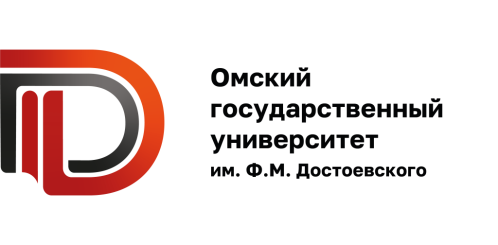 Омский
государственный
университет
им. Ф.М. Достоевского